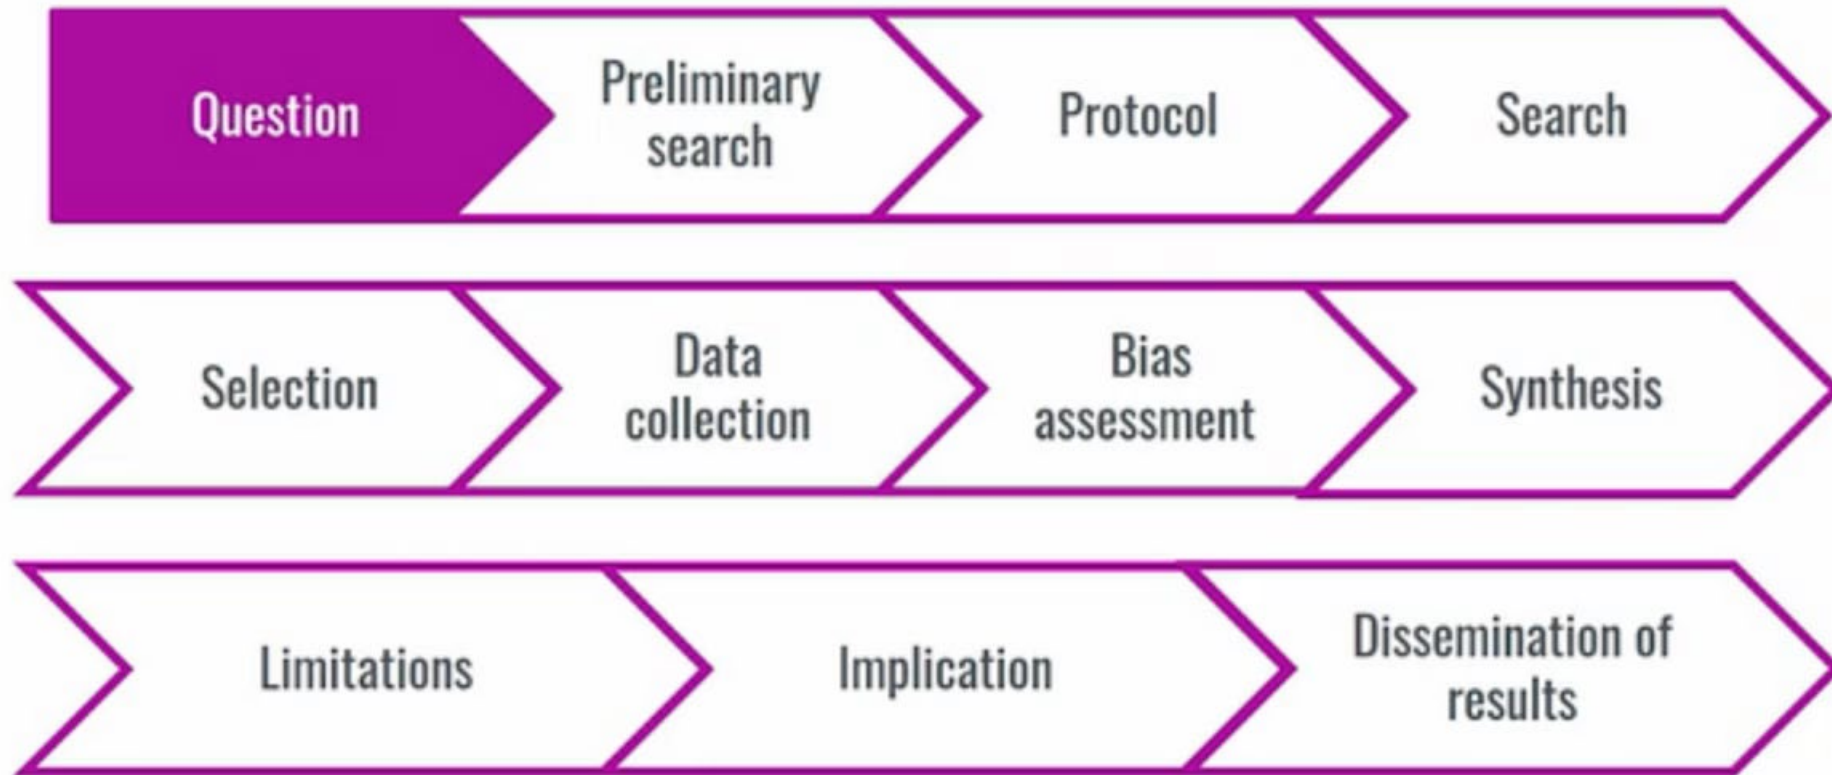 Question
Preliminary
search
Protocol
Search
Selection
Data
collection
Bias
assessment
Synthesis
Limitations
Implication
Dissemination of
results